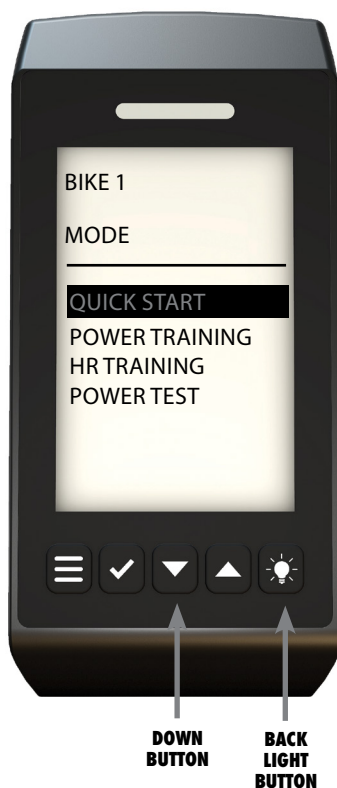 BIKE 1
MODE
QUICK START
POWER TRAINING
HR TRAINING
POWER TEST
DOWN
BUTTON
BACK
LIGHT
BUTTON